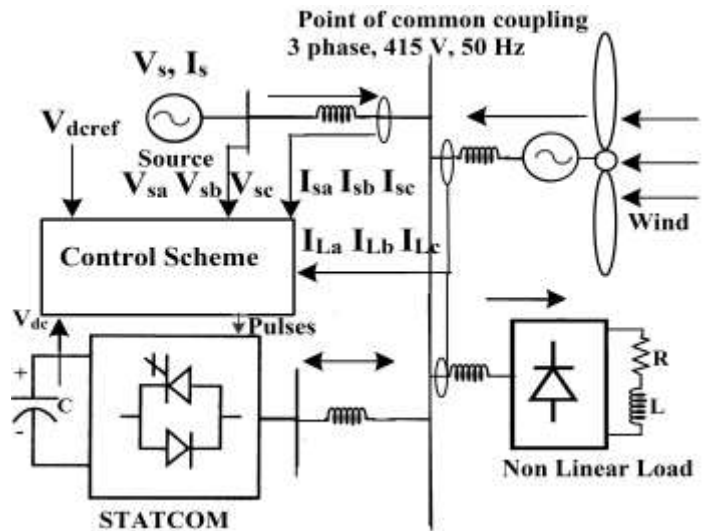 Point of common coupling
3 phase, 415 V, 50 Hz
Vs, Is
Vdcref
Source
Vsa Vsb Vsc
Isa Isb Isc
Wind
ILa ILb ILc
Control Scheme
Vdc
Pulses
+
C
-
R
L
Non Linear Load
STATCOM